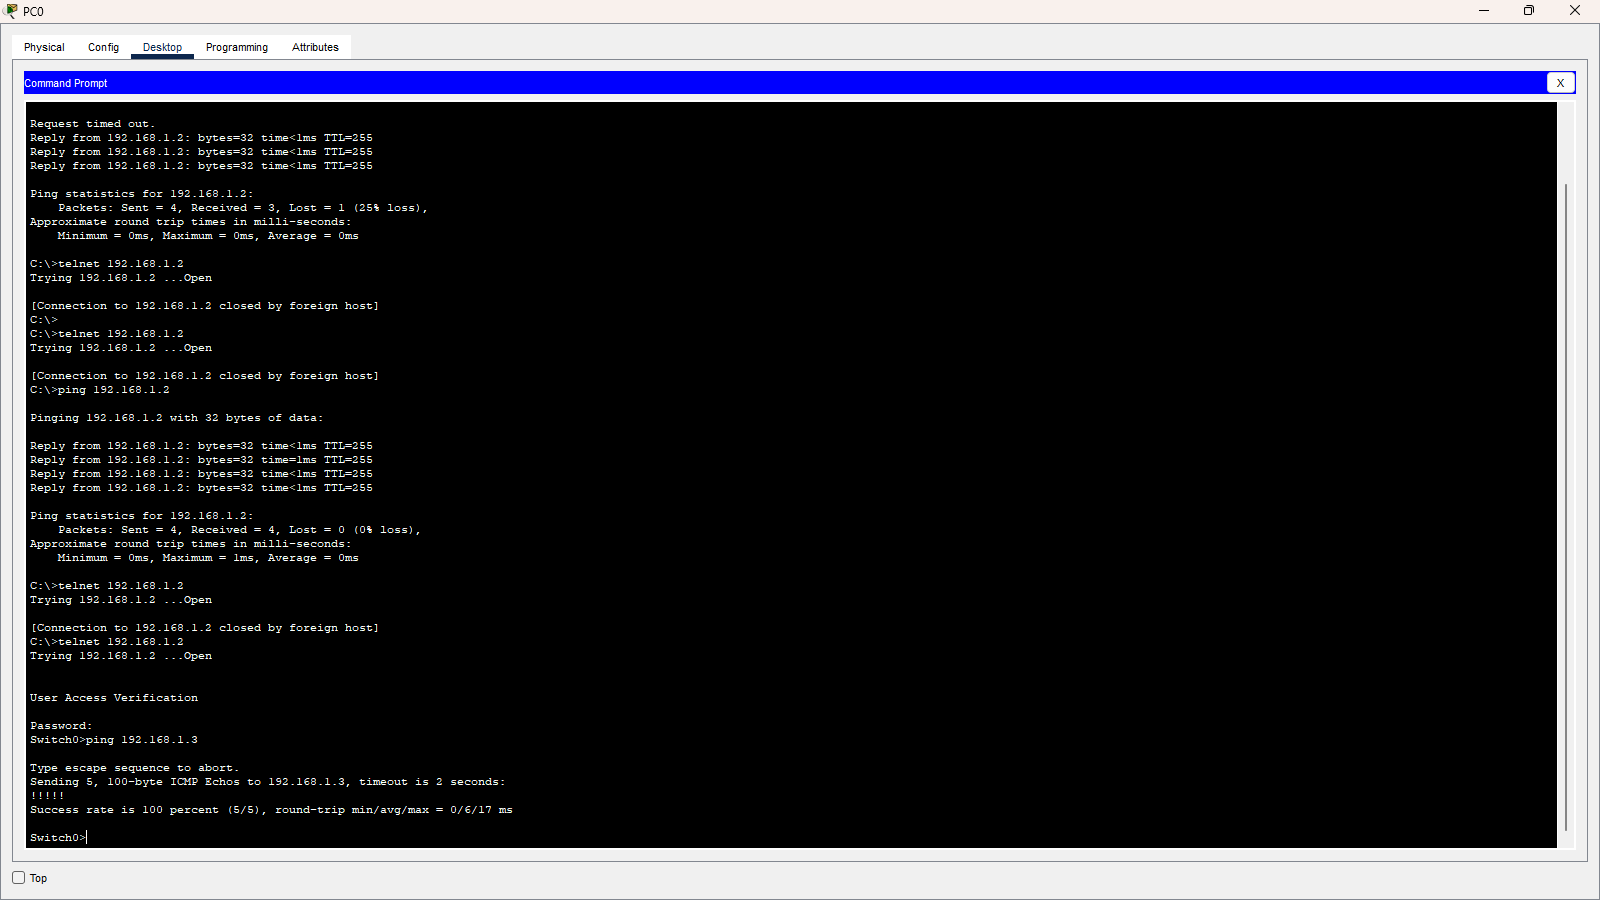 PC0
Physical Config Desktop Programming Attributes
Command Prompt
X
Request timed out.
Reply from 192.168.1.2: bytes=32 time<1ms TTL=255
Reply from 192.168.1.2: bytes=32 time<1ms TTL=255
Reply from 192.168.1.2: bytes=32 time<1ms TTL=255
Ping statistics for 192.168.1.2:
    Packets: Sent = 4, Received = 3, Lost = 1 (25% loss),
Approximate round trip times in milli-seconds:
    Minimum = 0ms, Maximum = 0ms, Average = 0ms
C:\>telnet 192.168.1.2
Trying 192.168.1.2 ...Open
[Connection to 192.168.1.2 closed by foreign host]
C:\>
C:\>telnet 192.168.1.2
Trying 192.168.1.2 ...Open
[Connection to 192.168.1.2 closed by foreign host]
C:\>ping 192.168.1.2
Pinging 192.168.1.2 with 32 bytes of data:
Reply from 192.168.1.2: bytes=32 time<1ms TTL=255
Reply from 192.168.1.2: bytes=32 time=1ms TTL=255
Reply from 192.168.1.2: bytes=32 time<1ms TTL=255
Reply from 192.168.1.2: bytes=32 time<1ms TTL=255
Ping statistics for 192.168.1.2:
    Packets: Sent = 4, Received = 4, Lost = 0 (0% loss),
Approximate round trip times in milli-seconds:
    Minimum = 0ms, Maximum = 1ms, Average = 0ms
C:\>telnet 192.168.1.2
Trying 192.168.1.2 ...Open
[Connection to 192.168.1.2 closed by foreign host]
C:\>telnet 192.168.1.2
Trying 192.168.1.2 ...Open
User Access Verification
Password:
Switch0>ping 192.168.1.3
Type escape sequence to abort.
Sending 5, 100-byte ICMP Echos to 192.168.1.3, timeout is 2 seconds:
!!!!!
Success rate is 100 percent (5/5), round-trip min/avg/max = 0/6/17 ms
Switch0>
Top